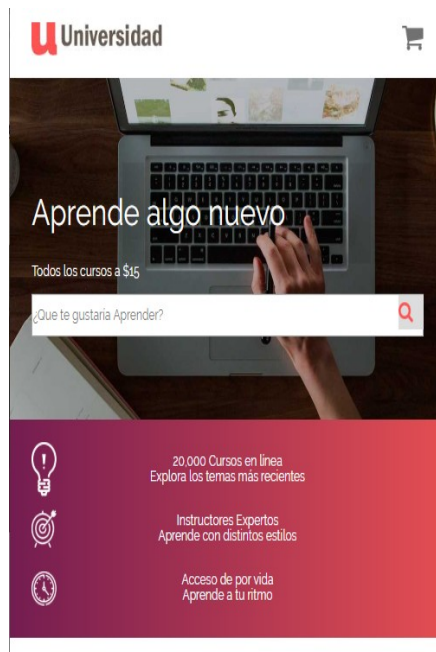 u Universidad
Aprende algo nuevo
Todos los cursos a $15
¿Que te gustaria Aprender?
20,000 Cursos en línea
Explora los temas más recientes
Instructores Expertos
Aprende con distintos estilos
Acceso de por vida
Aprende a tu ritmo